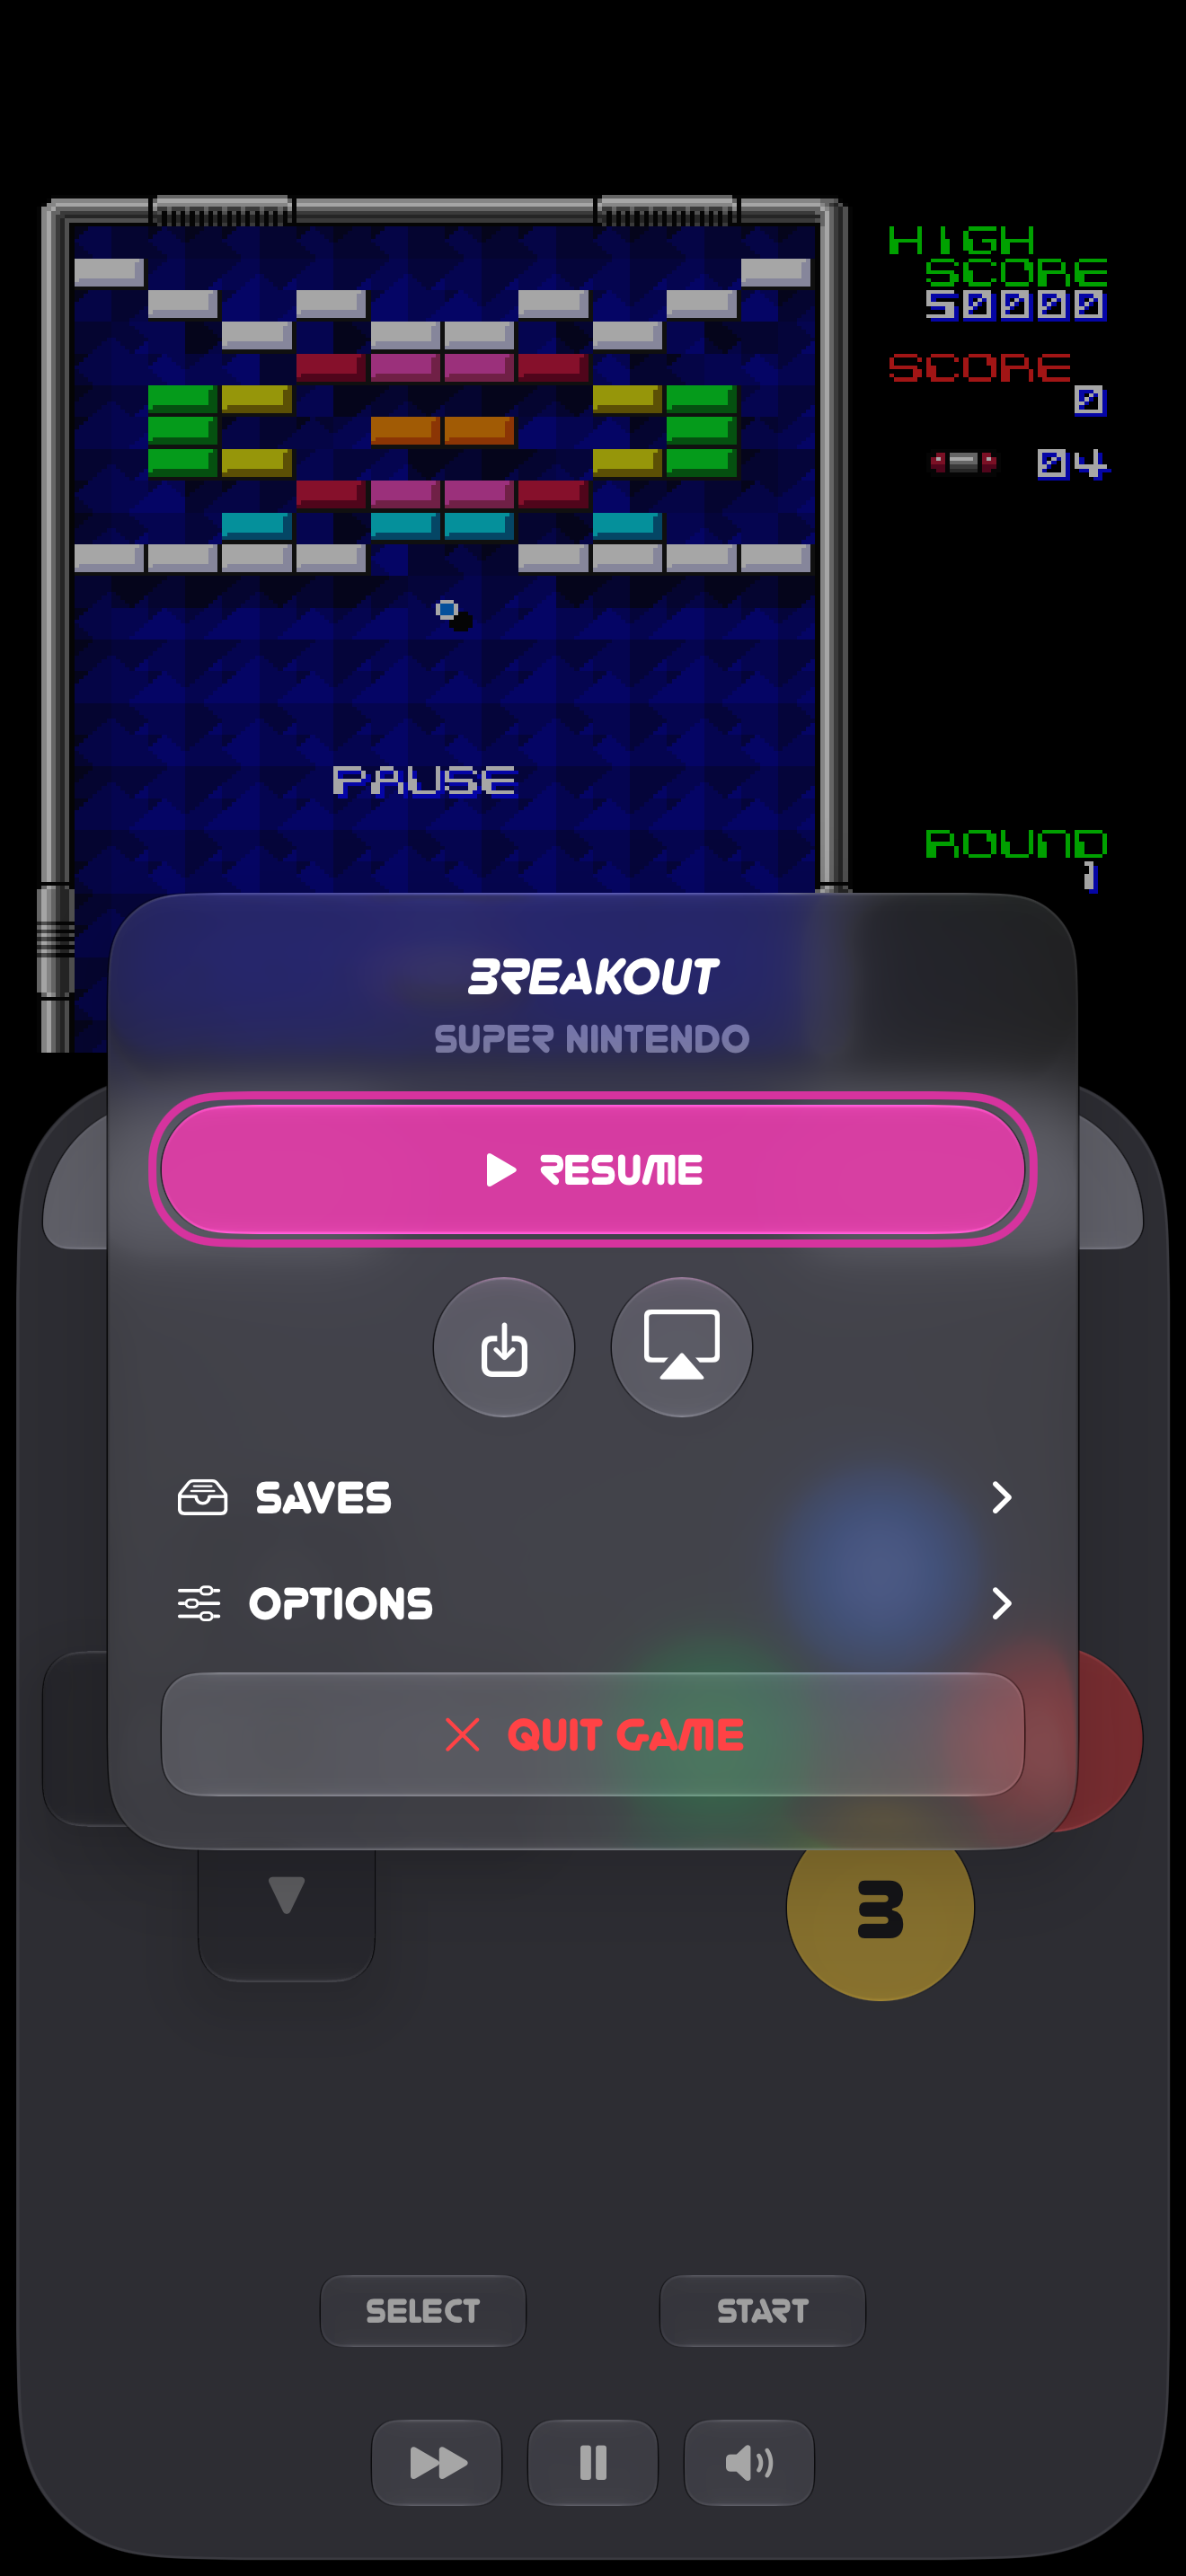 HIGH
SCORE
50000
SCORE
0
04
PAUSE
ROUND
1
BREAKOUT
SUPER NINTENDO
RESUME
SAVES
OPTIONS
QUIT GAME
3
SELECT
START